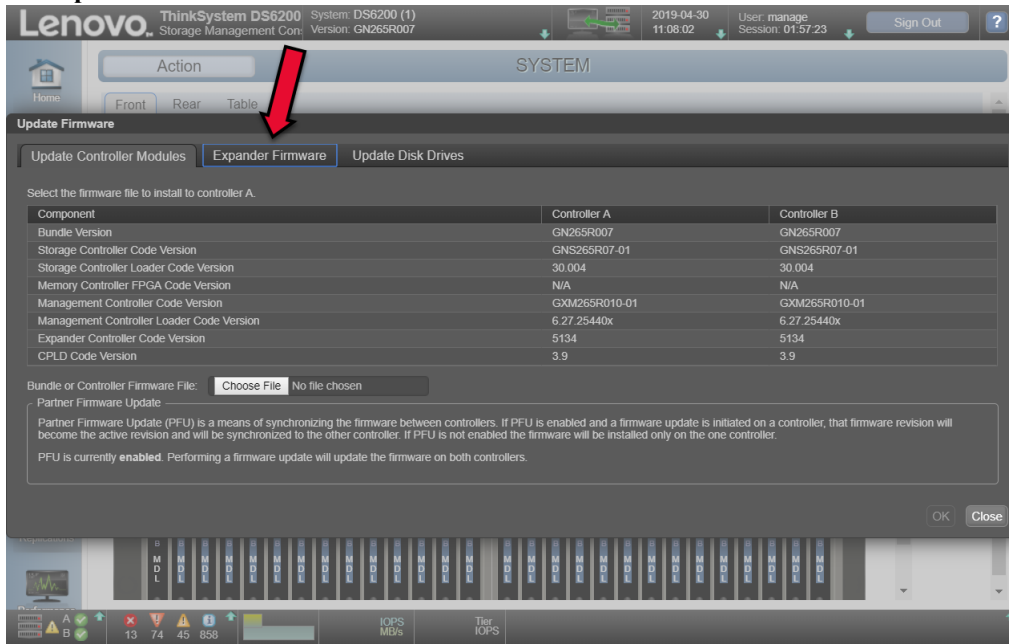 Lenovo.
ThinkSystem DS6200
Storage Management Con
System: DS6200 (1)
Version: GN265R007
2019-04-30
11:08:02
User: manage
Session: 01:57:23
Sign Out
?
Home
Action
SYSTEM
Front Rear Table
Update Firmware
Update Controller Modules Expander Firmware Update Disk Drives
Select the firmware file to install to controller A.
Component Controller A Controller B
Bundle Version GN265R007 GN265R007
Storage Controller Code Version GNS265R07-01 GNS265R07-01
Storage Controller Loader Code Version 30.004 30.004
Memory Controller FPGA Code Version N/A N/A
Management Controller Code Version GXM265R010-01 GXM265R010-01
Management Controller Loader Code Version 6.27.25440x 6.27.25440x
Expander Controller Code Version 5134 5134
CPLD Code Version 3.9 3.9
Bundle or Controller Firmware File: Choose File No file chosen
Partner Firmware Update
Partner Firmware Update (PFU) is a means of synchronizing the firmware between controllers. If PFU is enabled and a firmware update is initiated on a controller, that firmware revision will
become the active revision and will be synchronized to the other controller. If PFU is not enabled the firmware will be installed only on the one controller.
PFU is currently enabled. Performing a firmware update will update the firmware on both controllers.
OK Close
A
B
13 74 45 858
IOPS
MB/s
Tier
IOPS